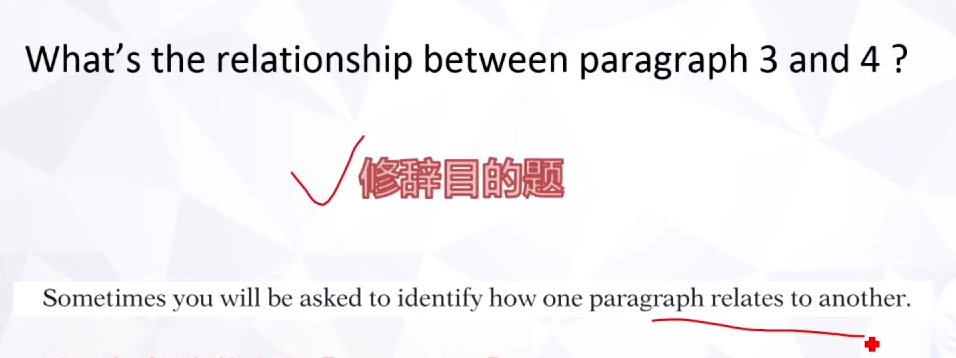 What's the relationship between paragraph 3 and 4 ?
修辞目的题
Sometimes you will be asked to identify how one paragraph relates to another.